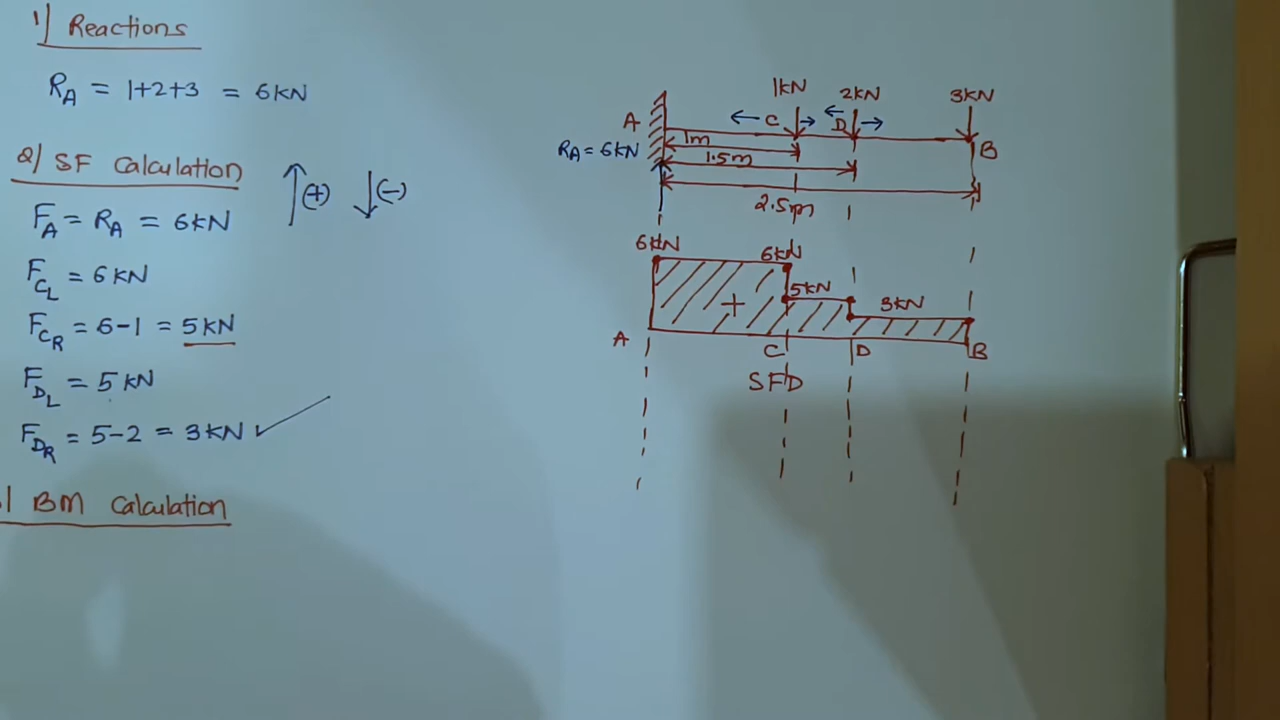 1) Reactions
RA = 1+2+3 = 6KN
2) SF Calculation
(+) (-)
FA = RA = 6KN
FCL = 6KN
FCR = 6-1 = 5KN
FDL = 5KN
FDR = 5-2 = 3KN ✓
) BM Calculation
1KN 2KN 3KN
A C D B
RA = 6KN
1m
1.5m
2.5m
6KN 6KN
5KN 3KN
+
A C D B
SFD